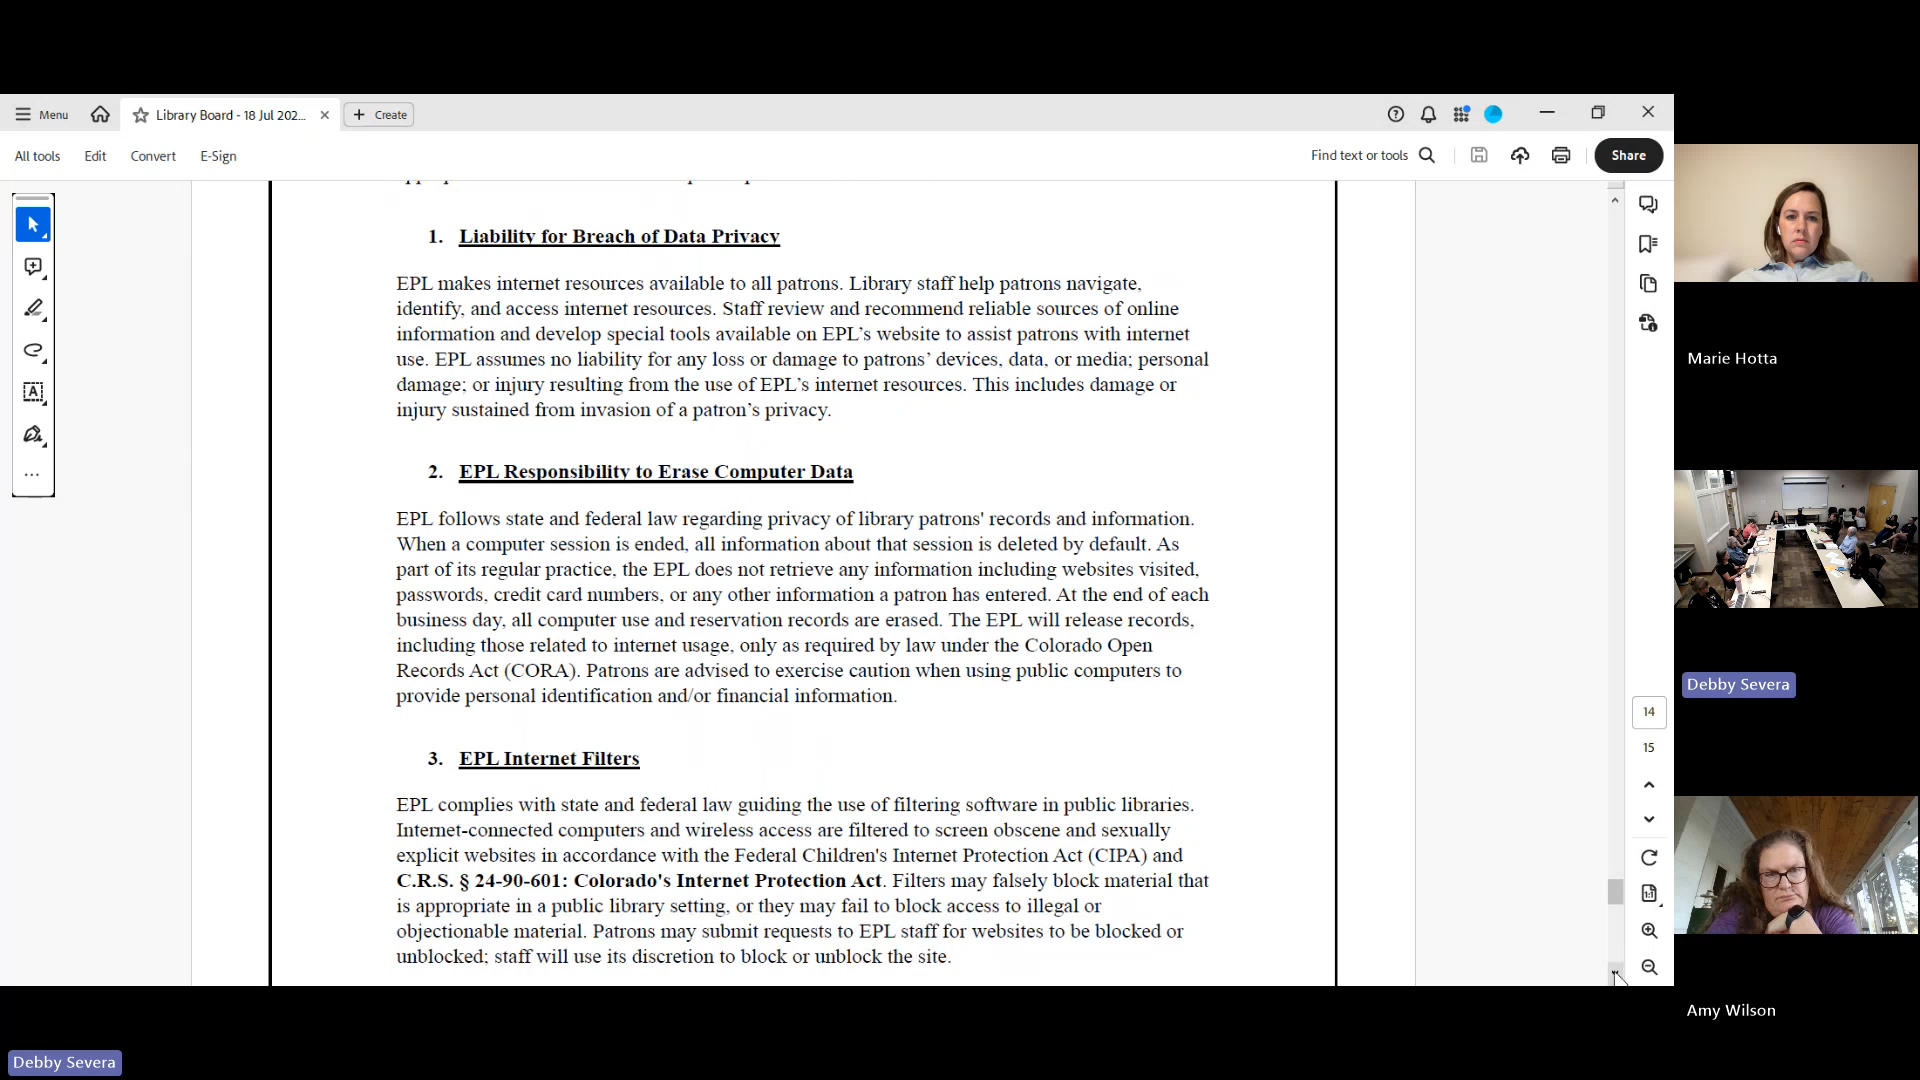 Menu
Library Board - 18 Jul 202...
Create
All tools
Edit
Convert
E-Sign
Find text or tools
Share
1. Liability for Breach of Data Privacy
EPL makes internet resources available to all patrons. Library staff help patrons navigate,
identify, and access internet resources. Staff review and recommend reliable sources of online
information and develop special tools available on EPL’s website to assist patrons with internet
use. EPL assumes no liability for any loss or damage to patrons’ devices, data, or media; personal
damage; or injury resulting from the use of EPL’s internet resources. This includes damage or
injury sustained from invasion of a patron’s privacy.
2. EPL Responsibility to Erase Computer Data
EPL follows state and federal law regarding privacy of library patrons' records and information.
When a computer session is ended, all information about that session is deleted by default. As
part of its regular practice, the EPL does not retrieve any information including websites visited,
passwords, credit card numbers, or any other information a patron has entered. At the end of each
business day, all computer use and reservation records are erased. The EPL will release records,
including those related to internet usage, only as required by law under the Colorado Open
Records Act (CORA). Patrons are advised to exercise caution when using public computers to
provide personal identification and/or financial information.
3. EPL Internet Filters
EPL complies with state and federal law guiding the use of filtering software in public libraries.
Internet-connected computers and wireless access are filtered to screen obscene and sexually
explicit websites in accordance with the Federal Children's Internet Protection Act (CIPA) and
C.R.S. § 24-90-601: Colorado's Internet Protection Act. Filters may falsely block material that
is appropriate in a public library setting, or they may fail to block access to illegal or
objectionable material. Patrons may submit requests to EPL staff for websites to be blocked or
unblocked; staff will use its discretion to block or unblock the site.
14
15
Marie Hotta
Debby Severa
Amy Wilson
Debby Severa